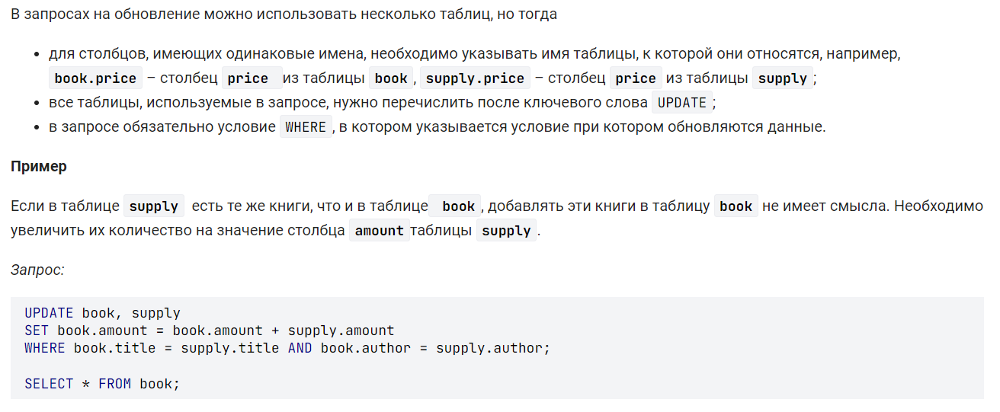 В запросах на обновление можно использовать несколько таблиц, но тогда
• для столбцов, имеющих одинаковые имена, необходимо указывать имя таблицы, к которой они относятся, например,
book.price – столбец price из таблицы book, supply.price – столбец price из таблицы supply;
• все таблицы, используемые в запросе, нужно перечислить после ключевого слова UPDATE;
• в запросе обязательно условие WHERE, в котором указывается условие при котором обновляются данные.
Пример
Если в таблице supply есть те же книги, что и в таблице book, добавлять эти книги в таблицу book не имеет смысла. Необходимо
увеличить их количество на значение столбца amount таблицы supply.
Запрос:
UPDATE book, supply
SET book.amount = book.amount + supply.amount
WHERE book.title = supply.title AND book.author = supply.author;
SELECT * FROM book;